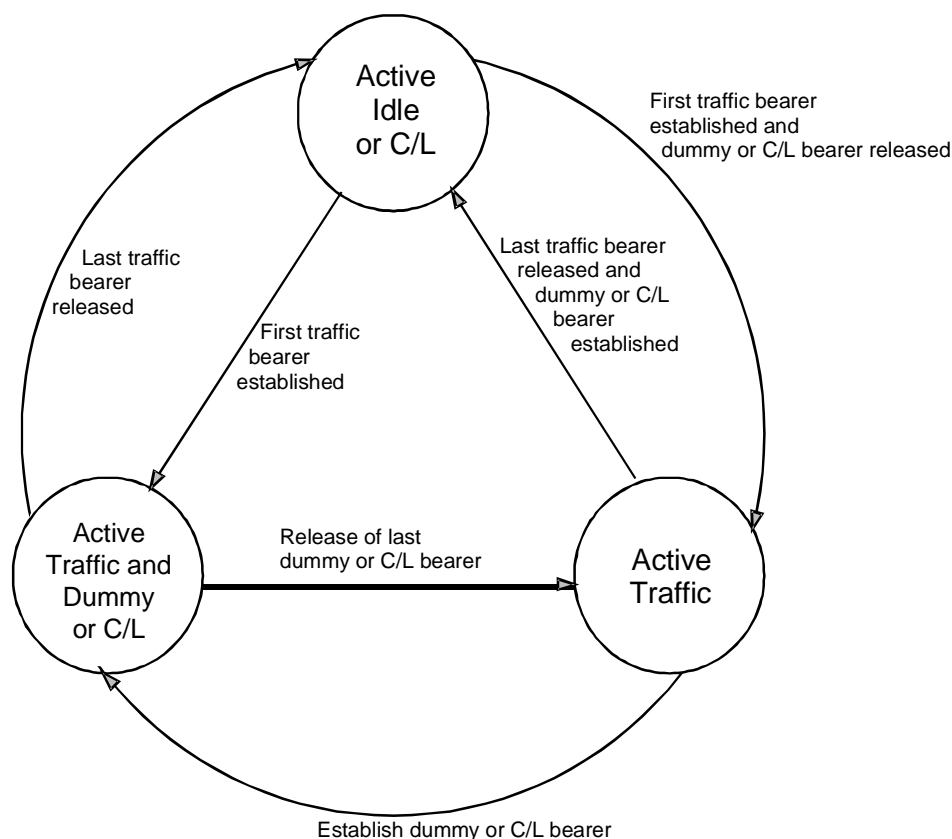 Active
Idle
or C/L
First traffic bearer
established and
dummy or C/L bearer released
Last traffic
bearer
released
Last traffic bearer
released and
dummy or C/L
bearer
established
First traffic
bearer
established
Active
Traffic and
Dummy
or C/L
Release of last
dummy or C/L bearer
Active
Traffic
Establish dummy or C/L bearer